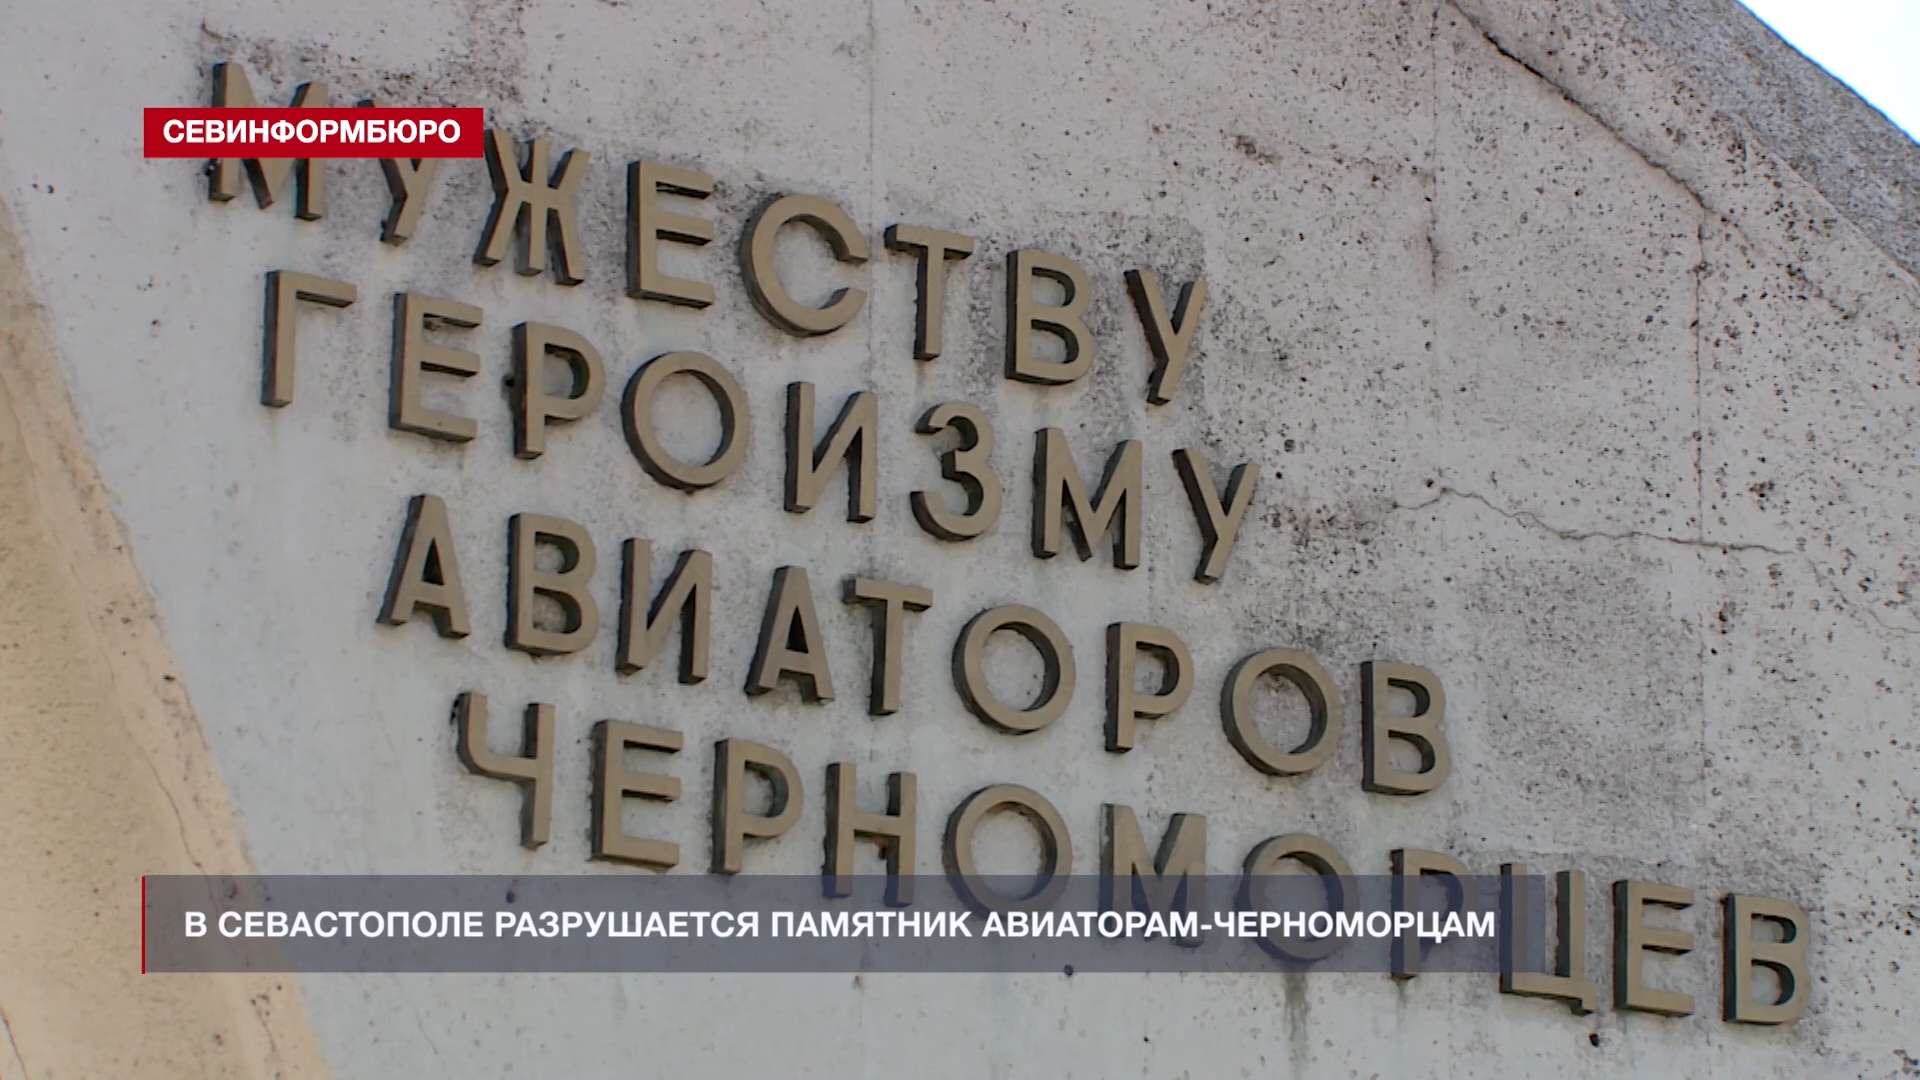 СЕВИНФОРМБЮРО
МУЖЕСТВУ
ГЕРОИЗМУ
АВИАТОРОВ
ЧЕРНОМОРЦЕВ
В СЕВАСТОПОЛЕ РАЗРУШАЕТСЯ ПАМЯТНИК АВИАТОРАМ-ЧЕРНОМОРЦАМ